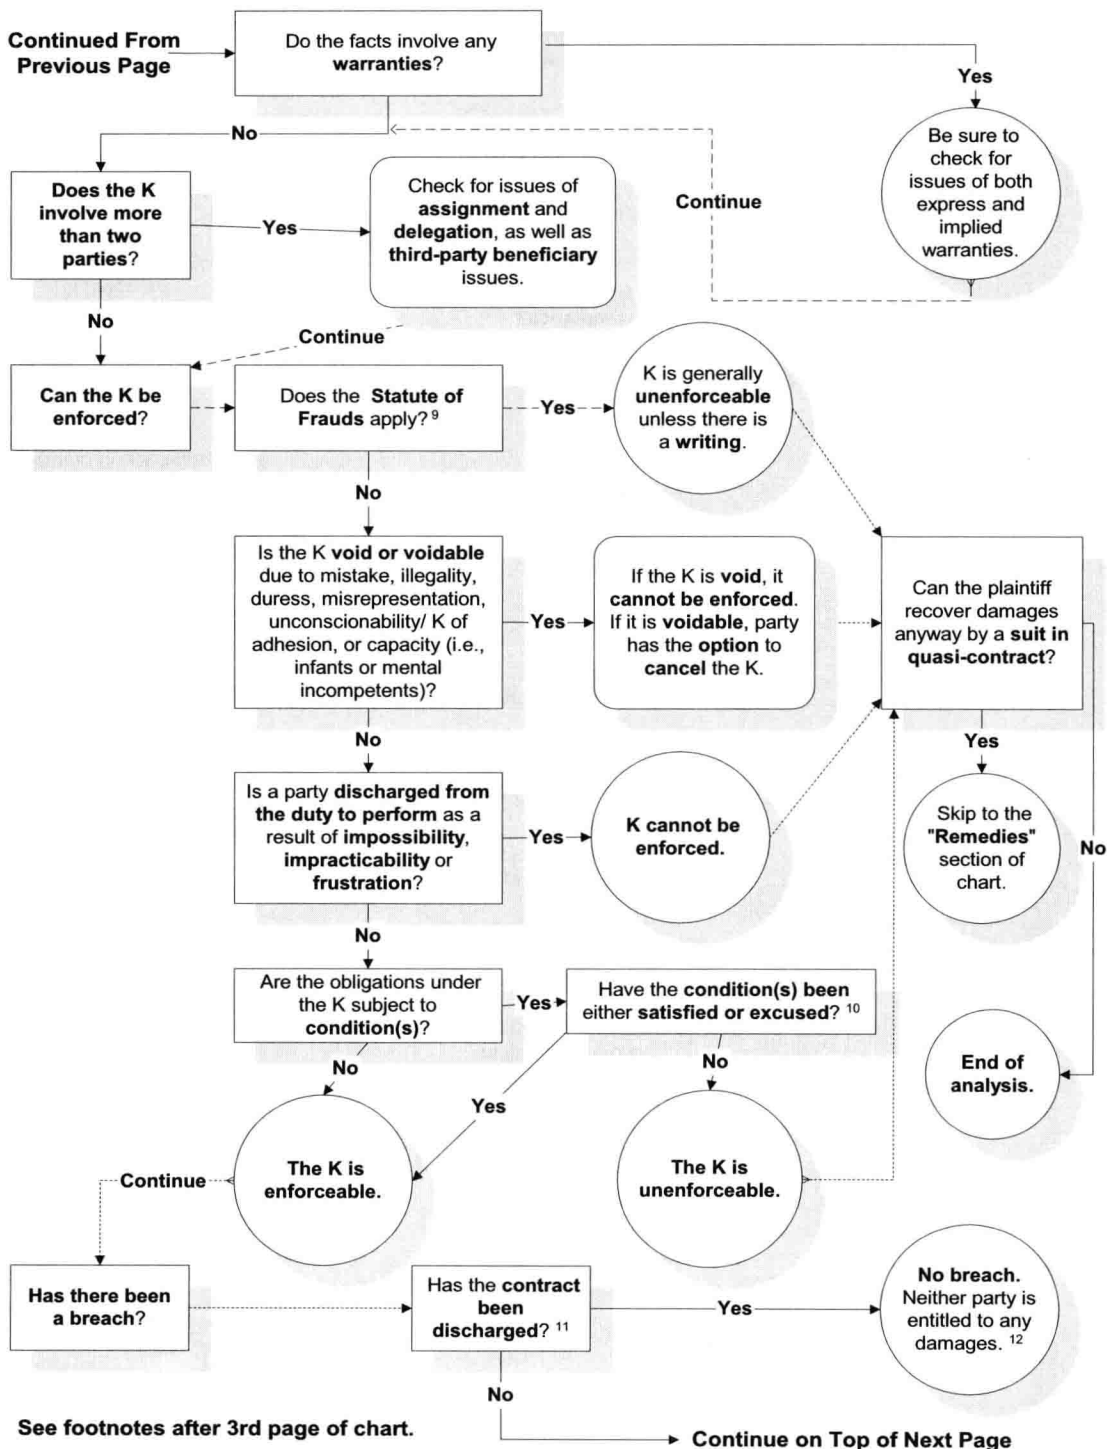 Continued From
Previous Page
Do the facts involve any
warranties?
Yes
No
Be sure to
check for
issues of both
express and
implied
warranties.
Does the K
involve more
than two
parties?
Yes
Check for issues of
assignment and
delegation, as well as
third-party beneficiary
issues.
Continue
No
Continue
Can the K be
enforced?
Does the Statute of
Frauds apply? 9
Yes
K is generally
unenforceable
unless there is
a writing.
No
Is the K void or voidable
due to mistake, illegality,
duress, misrepresentation,
unconscionability/ K of
adhesion, or capacity (i.e.,
infants or mental
incompetents)?
Yes
If the K is void, it
cannot be enforced.
If it is voidable, party
has the option to
cancel the K.
Can the plaintiff
recover damages
anyway by a suit in
quasi-contract?
No
Yes
Is a party discharged from
the duty to perform as a
result of impossibility,
impracticability or
frustration?
Yes
K cannot be
enforced.
Skip to the
"Remedies"
section of
chart.
No
No
Are the obligations under
the K subject to
condition(s)?
Yes
Have the condition(s) been
either satisfied or excused? 10
No
Yes
No
End of
analysis.
The K is
enforceable.
The K is
unenforceable.
Continue
Has there been
a breach?
Has the contract
been
discharged? 11
Yes
No breach.
Neither party is
entitled to any
damages. 12
No
See footnotes after 3rd page of chart.
Continue on Top of Next Page